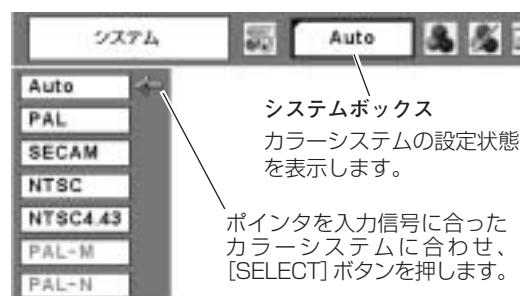 システム
Auto
Auto
PAL
SECAM
NTSC
NTSC4.43
PAL-M
PAL-N
システムボックス
カラーシステムの設定状態
を表示します。
ポインタを入力信号に合った
カラーシステムに合わせ、
[SELECT] ボタンを押します。